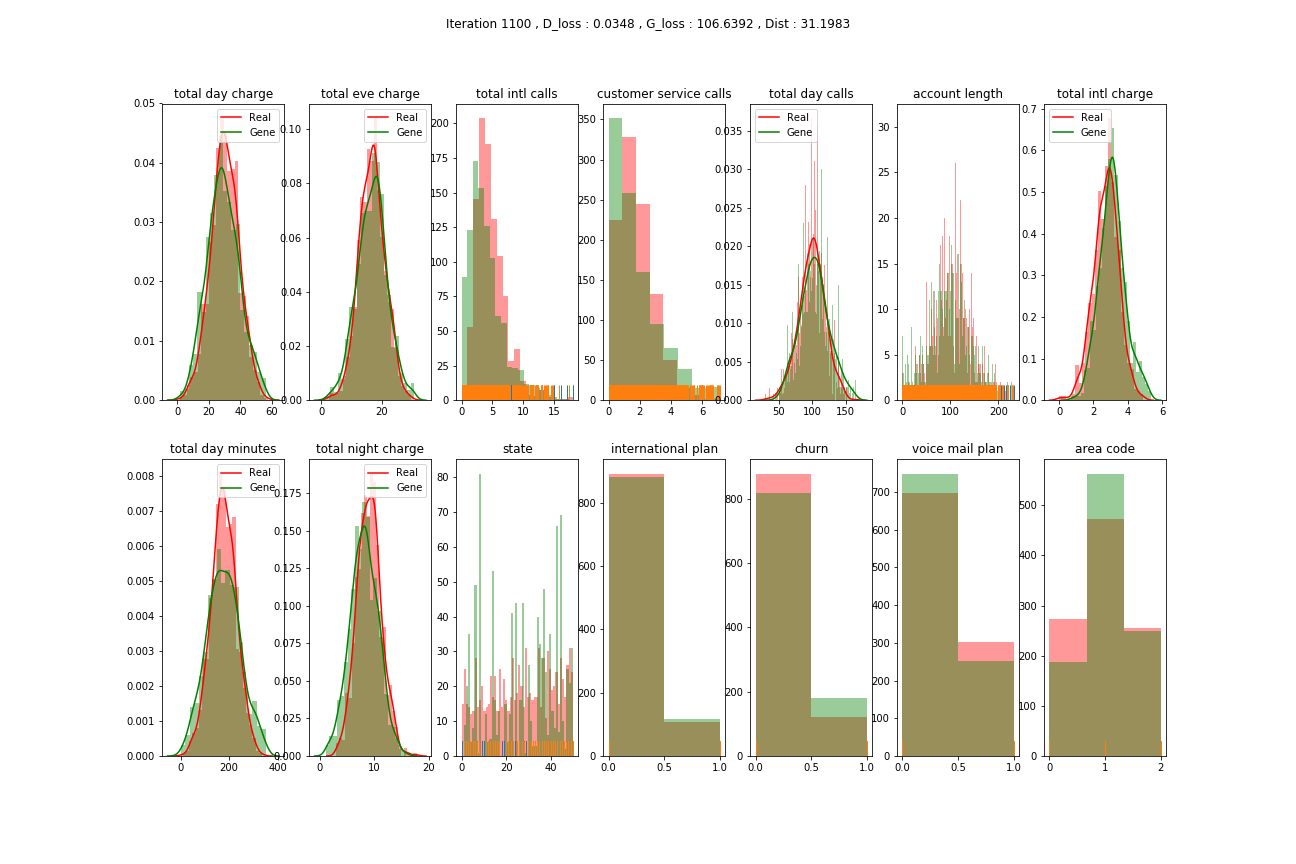 Iteration 1100 , D_loss : 0.0348 , G_loss : 106.6392 , Dist : 31.1983
total day charge
total eve charge
total intl calls
customer service calls
total day calls
account length
total intl charge
Real
Gene
Real
Gene
Real
Gene
Real
Gene
0.05
0.04
0.03
0.02
0.01
0.00
0 20 40 60
0.10
0.08
0.06
0.04
0.02
0.00
0 20
200
175
150
125
100
75
50
25
0
0 5 10 15
350
300
250
200
150
100
50
0
0 2 4 6
0.035
0.030
0.025
0.020
0.015
0.010
0.005
0.000
50 100 150
30
25
20
15
10
5
0
0 100 200
0.7
0.6
0.5
0.4
0.3
0.2
0.1
0.0
2 4 6
0
total day minutes
total night charge
state
international plan
churn
voice mail plan
area code
Real
Gene
Real
Gene
0.008
0.007
0.006
0.005
0.004
0.003
0.002
0.001
0.000
0 200 400
0.175
0.150
0.125
0.100
0.075
0.050
0.025
0.000
0 10 20
80
70
60
50
40
30
20
10
0
0 20 40
800
600
400
200
0
0.0 0.5 1.0
800
600
400
200
0
0.0 0.5 1.0
700
600
500
400
300
200
100
0
0.0 0.5 1.0
500
400
300
200
100
0
0 1 2